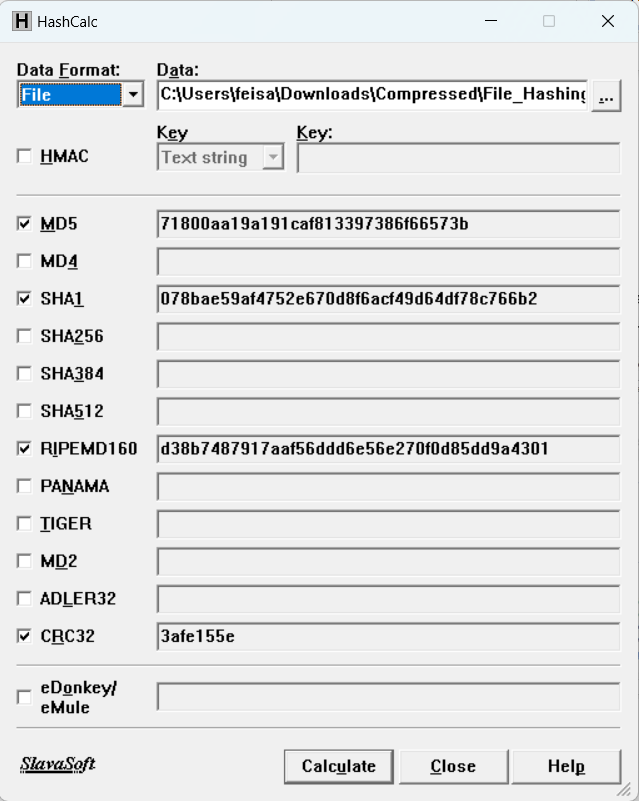 HashCalc
Data Format:
Data:
File
C:\Users\feisa\Downloads\Compressed\File_Hashing
...
Key
Key:
HMAC
Text string
MD5
71800aa19a191caf813397386f66573b
MD4
SHA1
078bae59af4752e670d8f6acf49d64df78c766b2
SHA256
SHA384
SHA512
RIPEMD160
d38b7487917aaf56ddd6e56e270f0d85dd9a4301
PANAMA
TIGER
MD2
ADLER32
CRC32
3afe155e
eDonkey/
eMule
SlavaSoft
Calculate
Close
Help